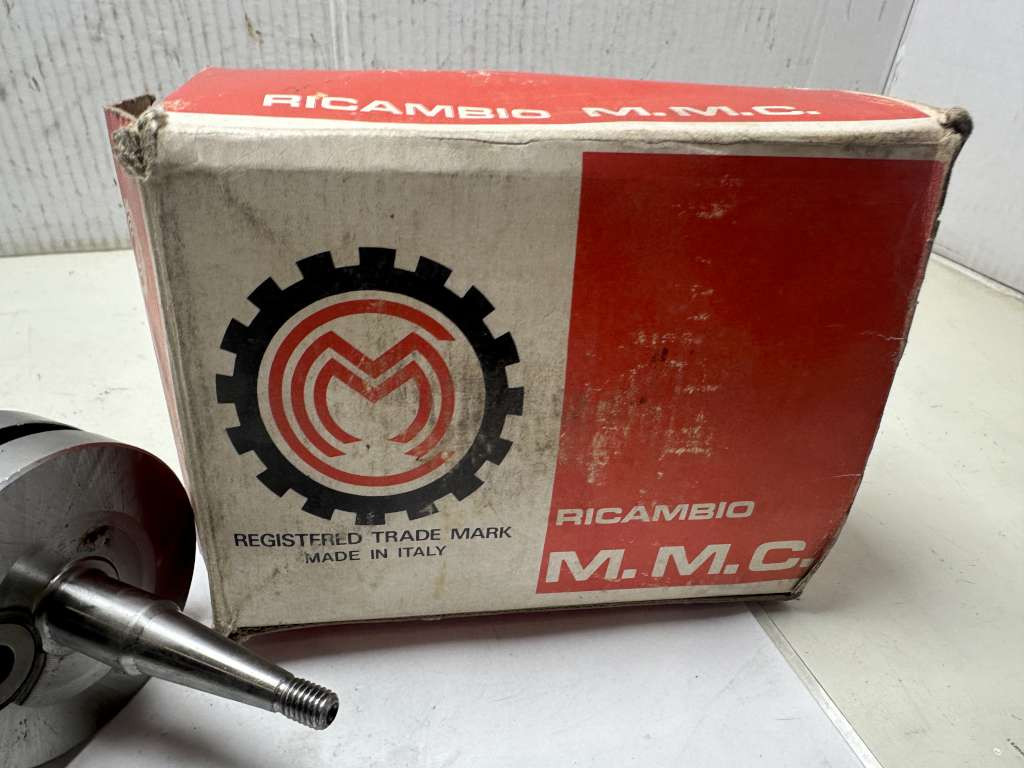 RICAMBIO M.M.C.
REGISTERED TRADE MARK
MADE IN ITALY
RICAMBIO
M.M.C.